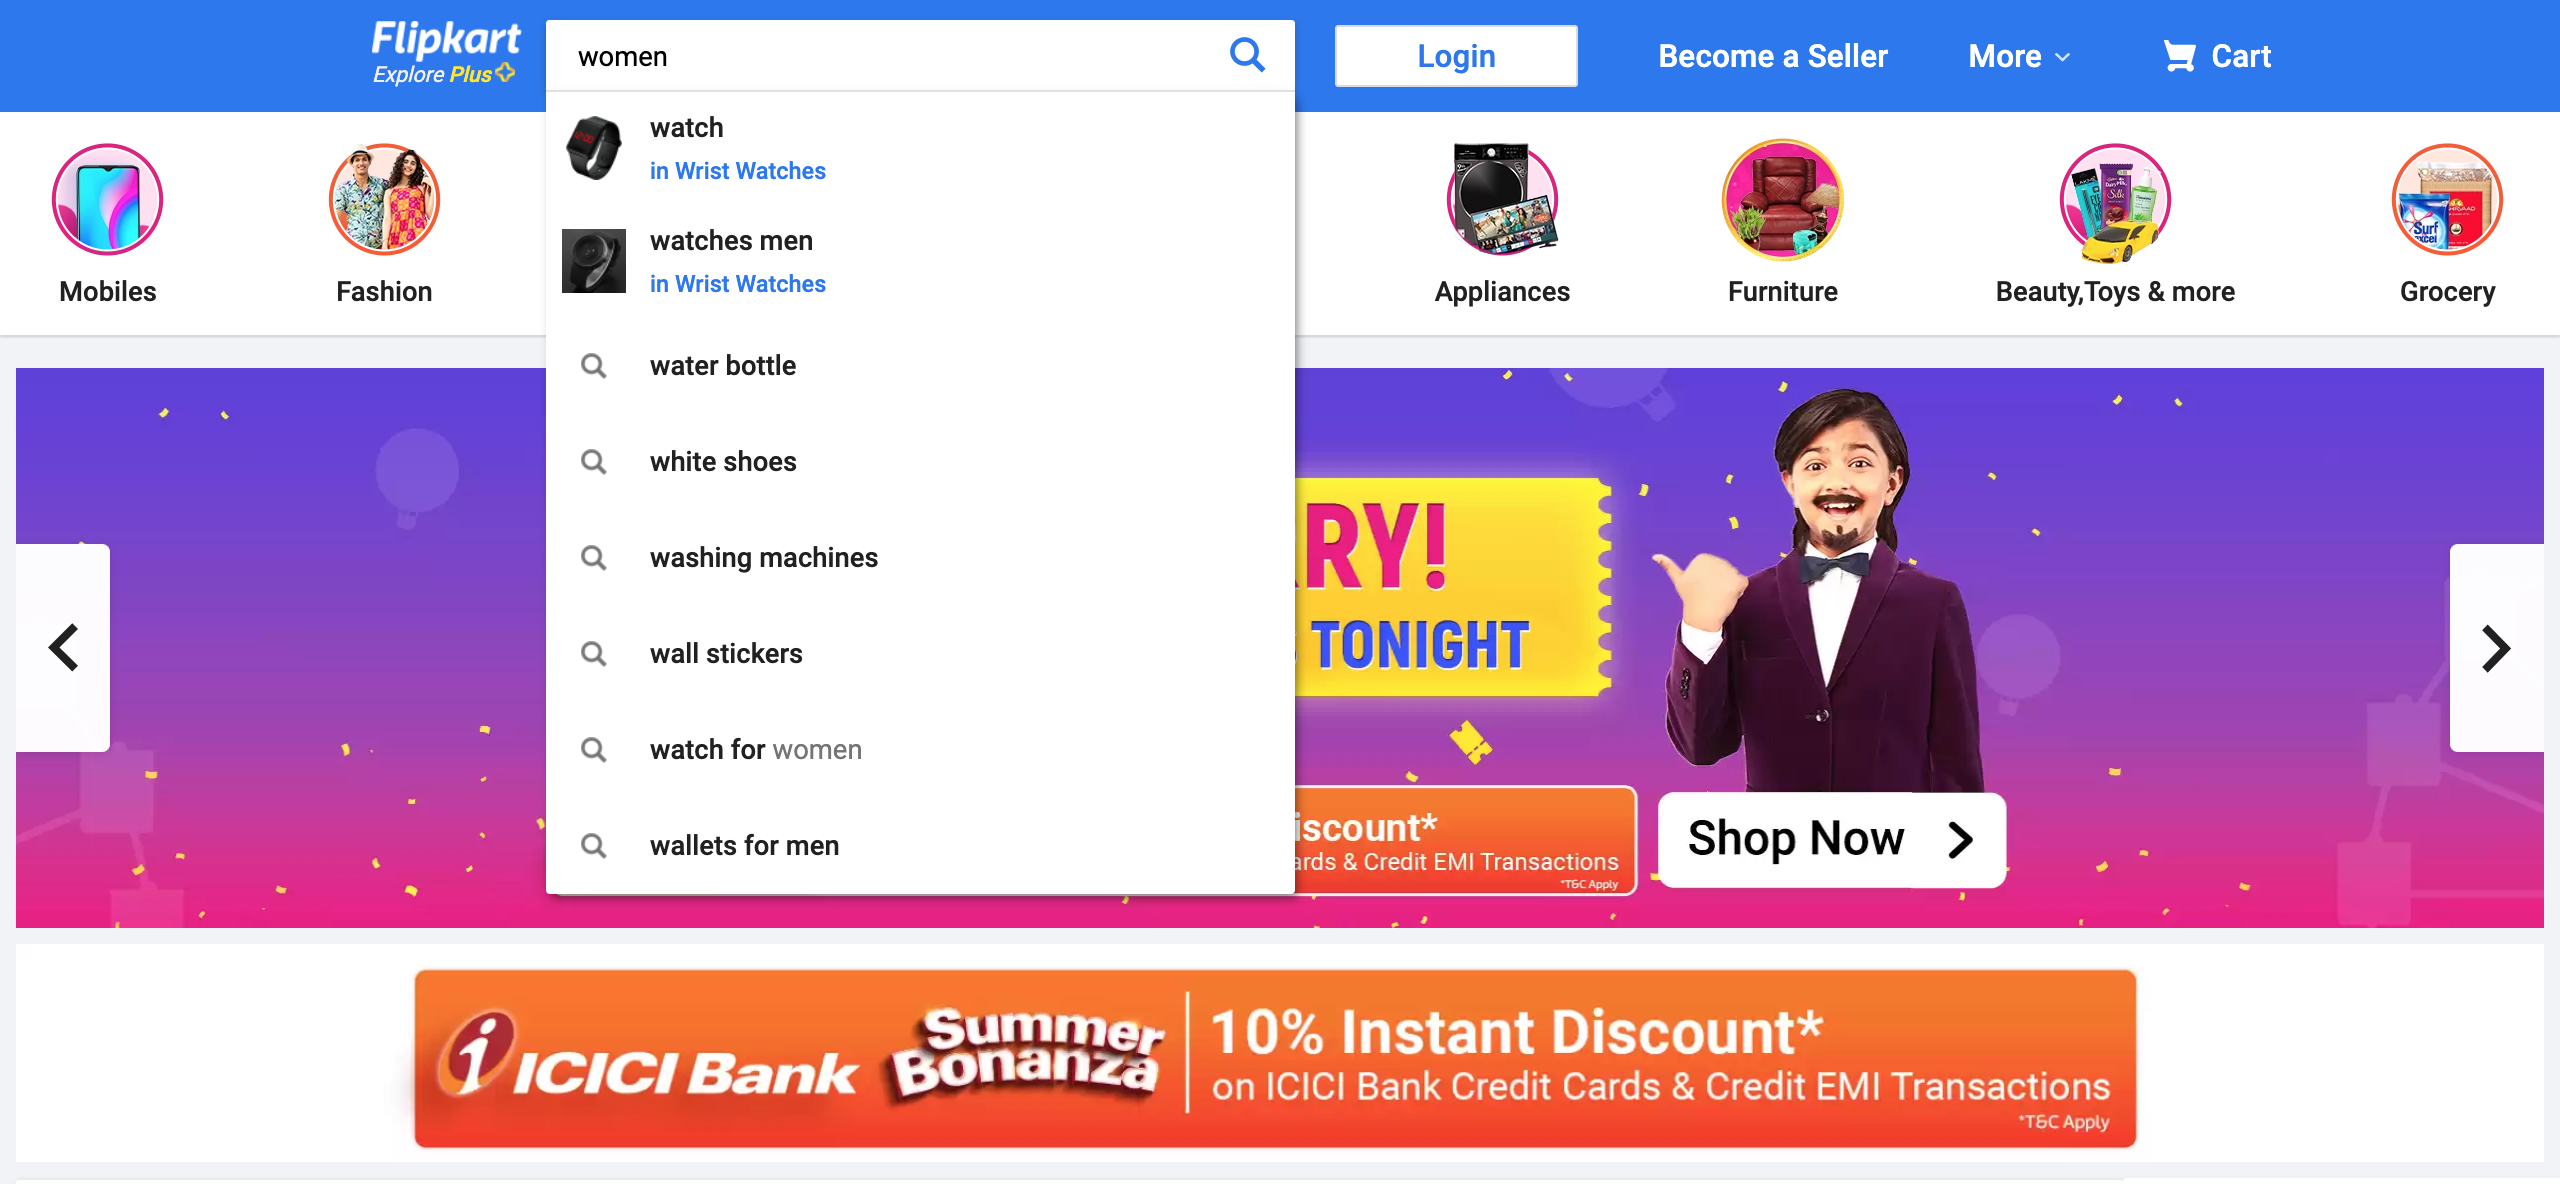 Flipkart
Explore Plus
women
Login
Become a Seller
More
Cart
watch
in Wrist Watches
watches men
in Wrist Watches
water bottle
white shoes
washing machines
wall stickers
watch for women
wallets for men
Mobiles
Fashion
Appliances
Furniture
Beauty,Toys & more
Grocery
Surf
excel
RY!
TONIGHT
iscount*
ards & Credit EMI Transactions
*T&C Apply
Shop Now
ICICI Bank
Summer
Bonanza
10% Instant Discount*
on ICICI Bank Credit Cards & Credit EMI Transactions
*T&C Apply